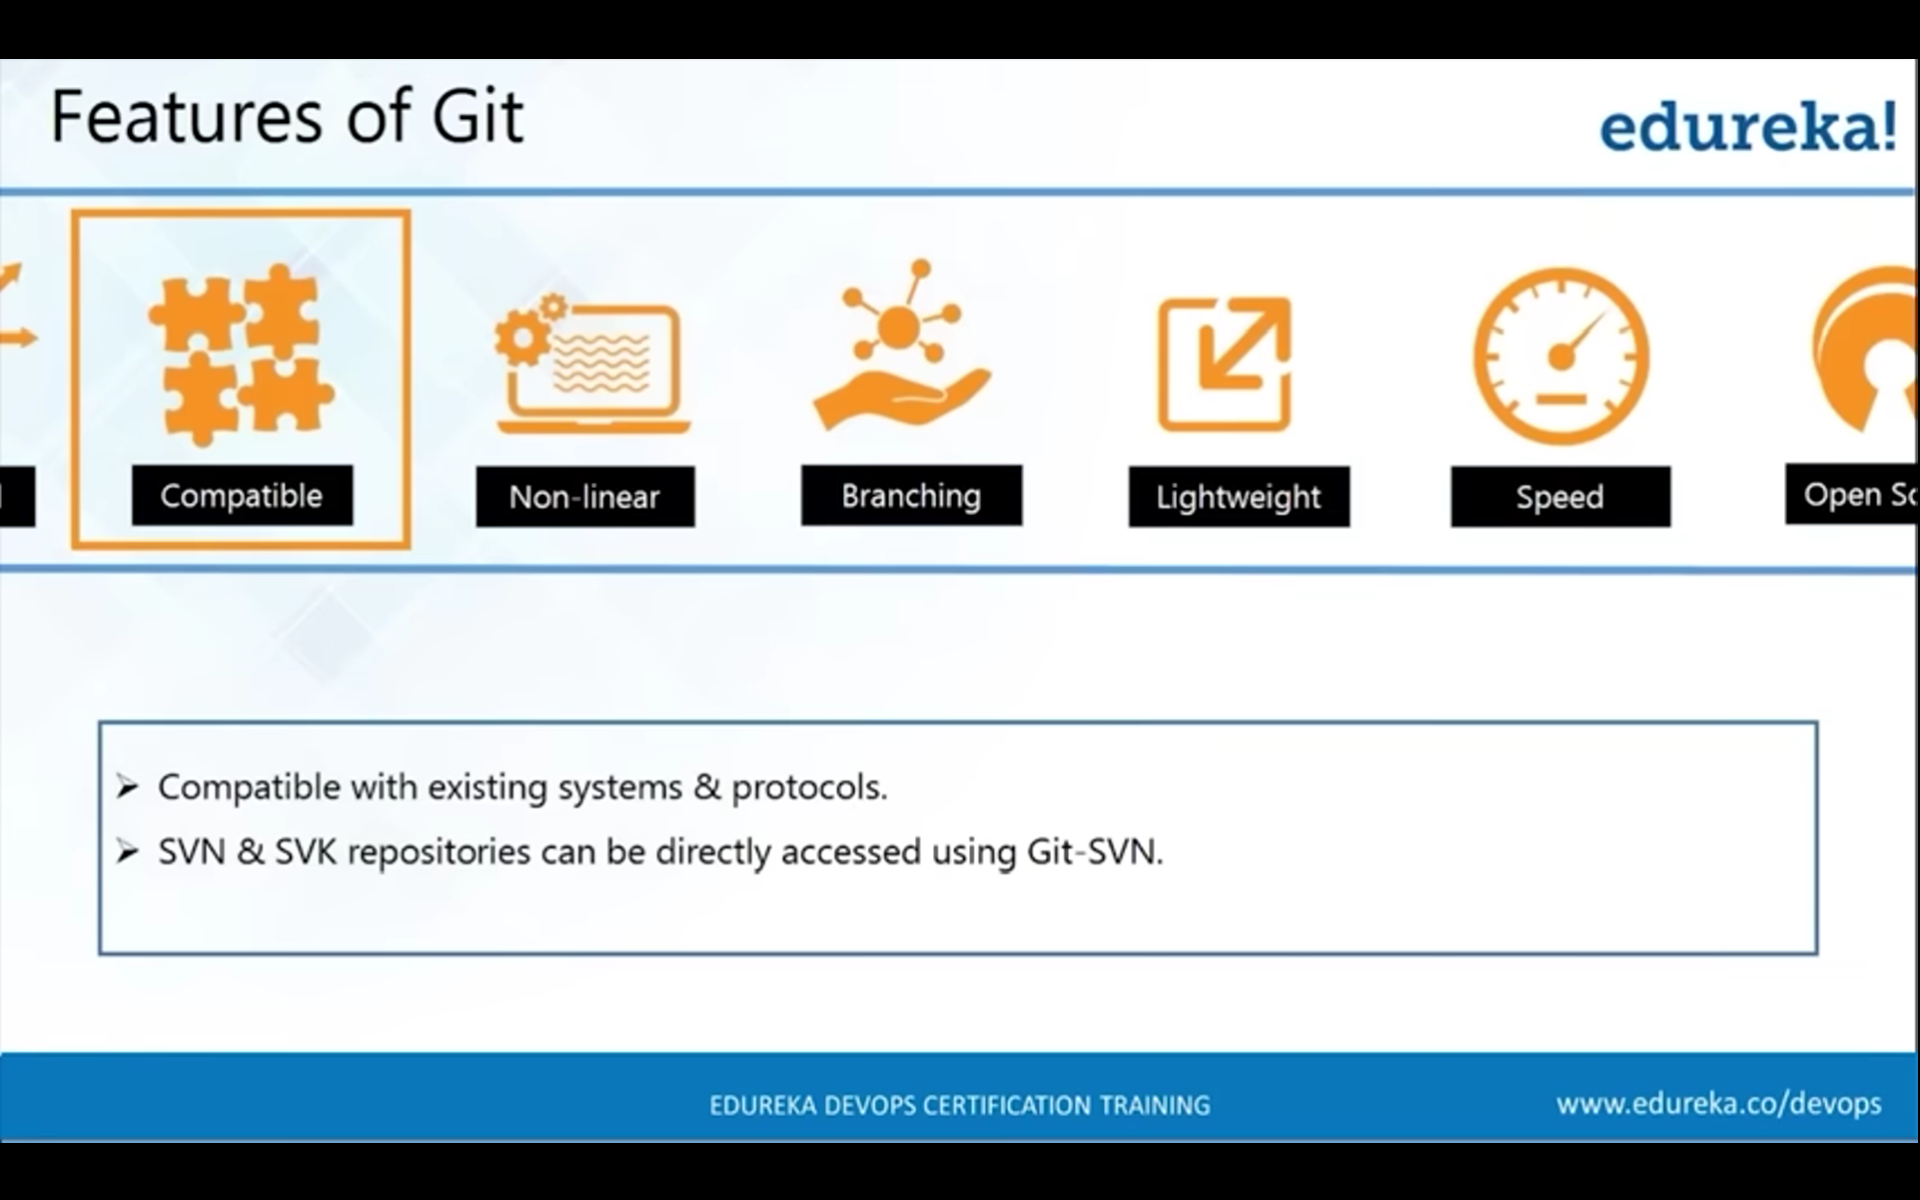 Features of Git
edureka!
Compatible
Non-linear
Branching
Lightweight
Speed
Open
➢ Compatible with existing systems & protocols.
➢ SVN & SVK repositories can be directly accessed using Git-SVN.
EDUREKA DEVOPS CERTIFICATION TRAINING
www.edureka.co/devops